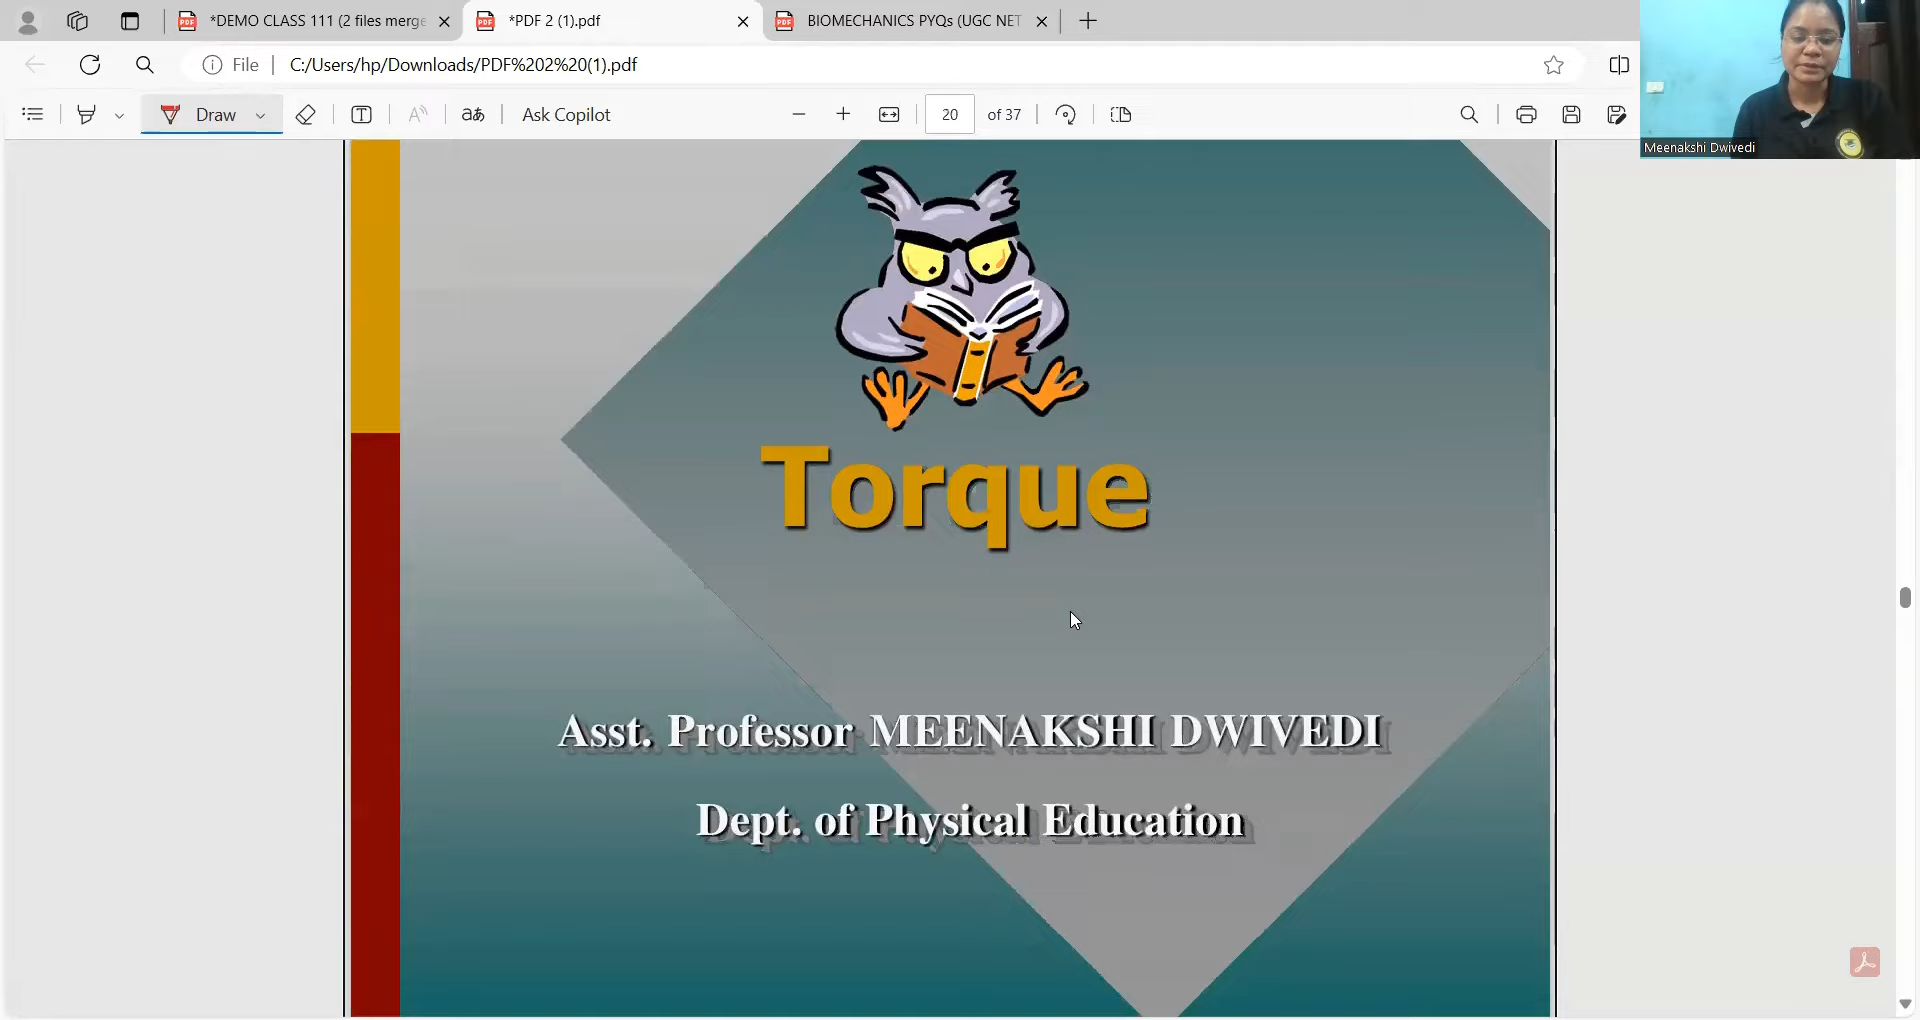 *DEMO CLASS 111 (2 files merge
*PDF 2 (1).pdf
BIOMECHANICS PYQs (UGC NET
File
C:/Users/hp/Downloads/PDF%202%20(1).pdf
Draw
Ask Copilot
20 of 37
Meenakshi Dwivedi
Torque
Asst. Professor MEENAKSHI DWIVEDI
Dept. of Physical Education